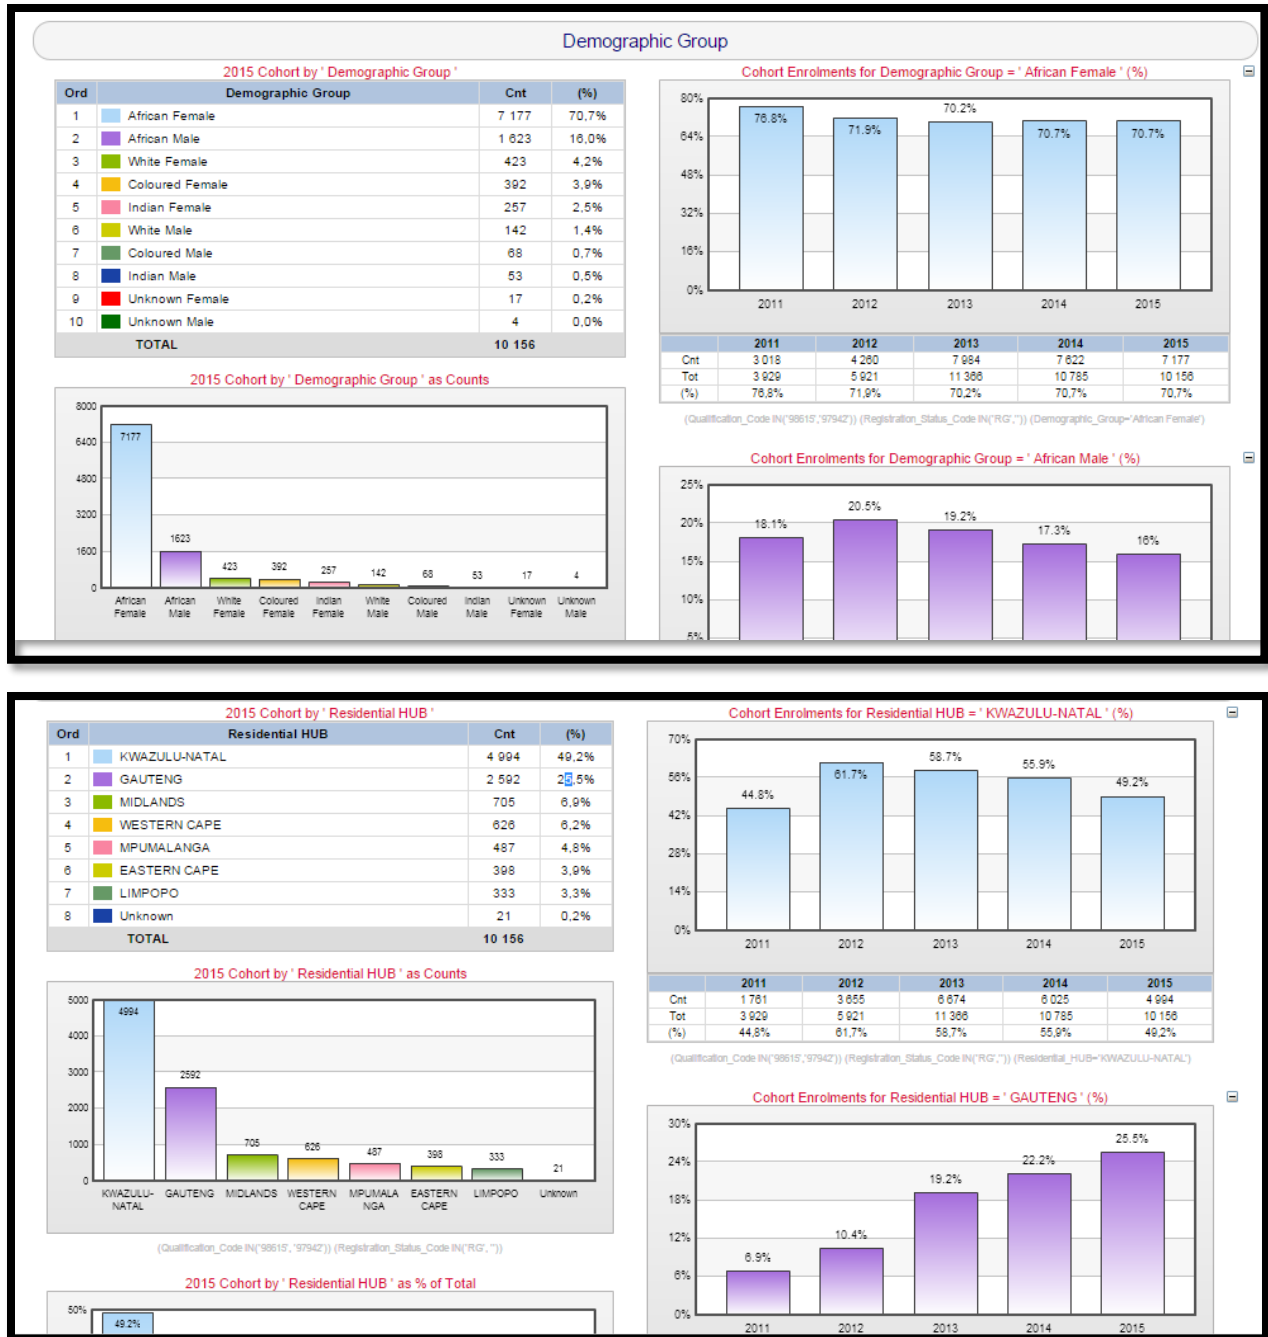 Demographic Group
2015 Cohort by ' Demographic Group '
Ord Demographic Group Cnt (%)
1 African Female 7 177 70,7%
2 African Male 1 623 16,0%
3 White Female 423 4,2%
4 Coloured Female 392 3,9%
5 Indian Female 257 2,5%
6 White Male 142 1,4%
7 Coloured Male 68 0,7%
8 Indian Male 53 0,5%
9 Unknown Female 17 0,2%
10 Unknown Male 4 0,0%
TOTAL 10 156
2015 Cohort by ' Demographic Group ' as Counts
8000
6400
4800
3200
1600
0
7177
1623
423
392
257
142
68
53
17
4
African Female
African Male
White Female
Coloured Female
Indian Female
White Male
Coloured Male
Indian Male
Unknown Female
Unknown Male
Cohort Enrolments for Demographic Group = ' African Female ' (%)
80%
64%
48%
32%
16%
0%
76.8%
71.9%
70.2%
70.7%
70.7%
2011 2012 2013 2014 2015
2011 2012 2013 2014 2015
Cnt 3 018 4 260 7 984 7 622 7 177
Tot 3 929 5 921 11 366 10 785 10 156
(%) 76,8% 71,9% 70,2% 70,7% 70,7%
(Qualification_Code IN('98615','97942')) (Registration_Status_Code IN('RG','')) (Demographic_Group='African Female')
Cohort Enrolments for Demographic Group = ' African Male ' (%)
25%
20%
15%
10%
5%
18.1%
20.5%
19.2%
17.3%
16%
2015 Cohort by ' Residential HUB '
Ord Residential HUB Cnt (%)
1 KWAZULU-NATAL 4 994 49,2%
2 GAUTENG 2 592 25,5%
3 MIDLANDS 705 6,9%
4 WESTERN CAPE 626 6,2%
5 MPUMALANGA 487 4,8%
6 EASTERN CAPE 398 3,9%
7 LIMPOPO 333 3,3%
8 Unknown 21 0,2%
TOTAL 10 156
2015 Cohort by ' Residential HUB ' as Counts
5000
4000
3000
2000
1000
0
4994
2592
705
626
487
398
333
21
KWAZULU-NATAL
GAUTENG
MIDLANDS
WESTERN CAPE
MPUMALA NGA
EASTERN CAPE
LIMPOPO
Unknown
(Qualification_Code IN('98615', '97942')) (Registration_Status_Code IN('RG', ''))
2015 Cohort by ' Residential HUB ' as % of Total
50%
49.2%
Cohort Enrolments for Residential HUB = ' KWAZULU-NATAL ' (%)
70%
56%
42%
28%
14%
0%
44.8%
61.7%
58.7%
55.9%
49.2%
2011 2012 2013 2014 2015
2011 2012 2013 2014 2015
Cnt 1 761 3 655 6 674 6 025 4 994
Tot 3 929 5 921 11 366 10 785 10 156
(%) 44,8% 61,7% 58,7% 55,9% 49,2%
(Qualification_Code IN('98615','97942')) (Registration_Status_Code IN('RG','')) (Residential_HUB='KWAZULU-NATAL')
Cohort Enrolments for Residential HUB = ' GAUTENG ' (%)
30%
24%
18%
12%
6%
0%
6.9%
10.4%
19.2%
22.2%
25.5%
2011 2012 2013 2014 2015